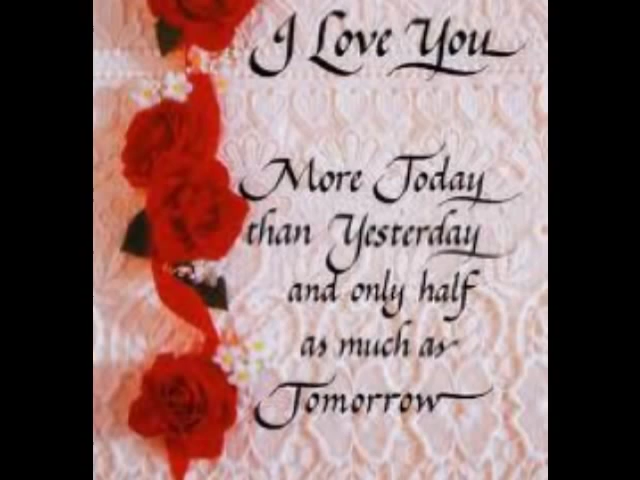 I Love You
More Today
than Yesterday
and only half
as much as
Tomorrow